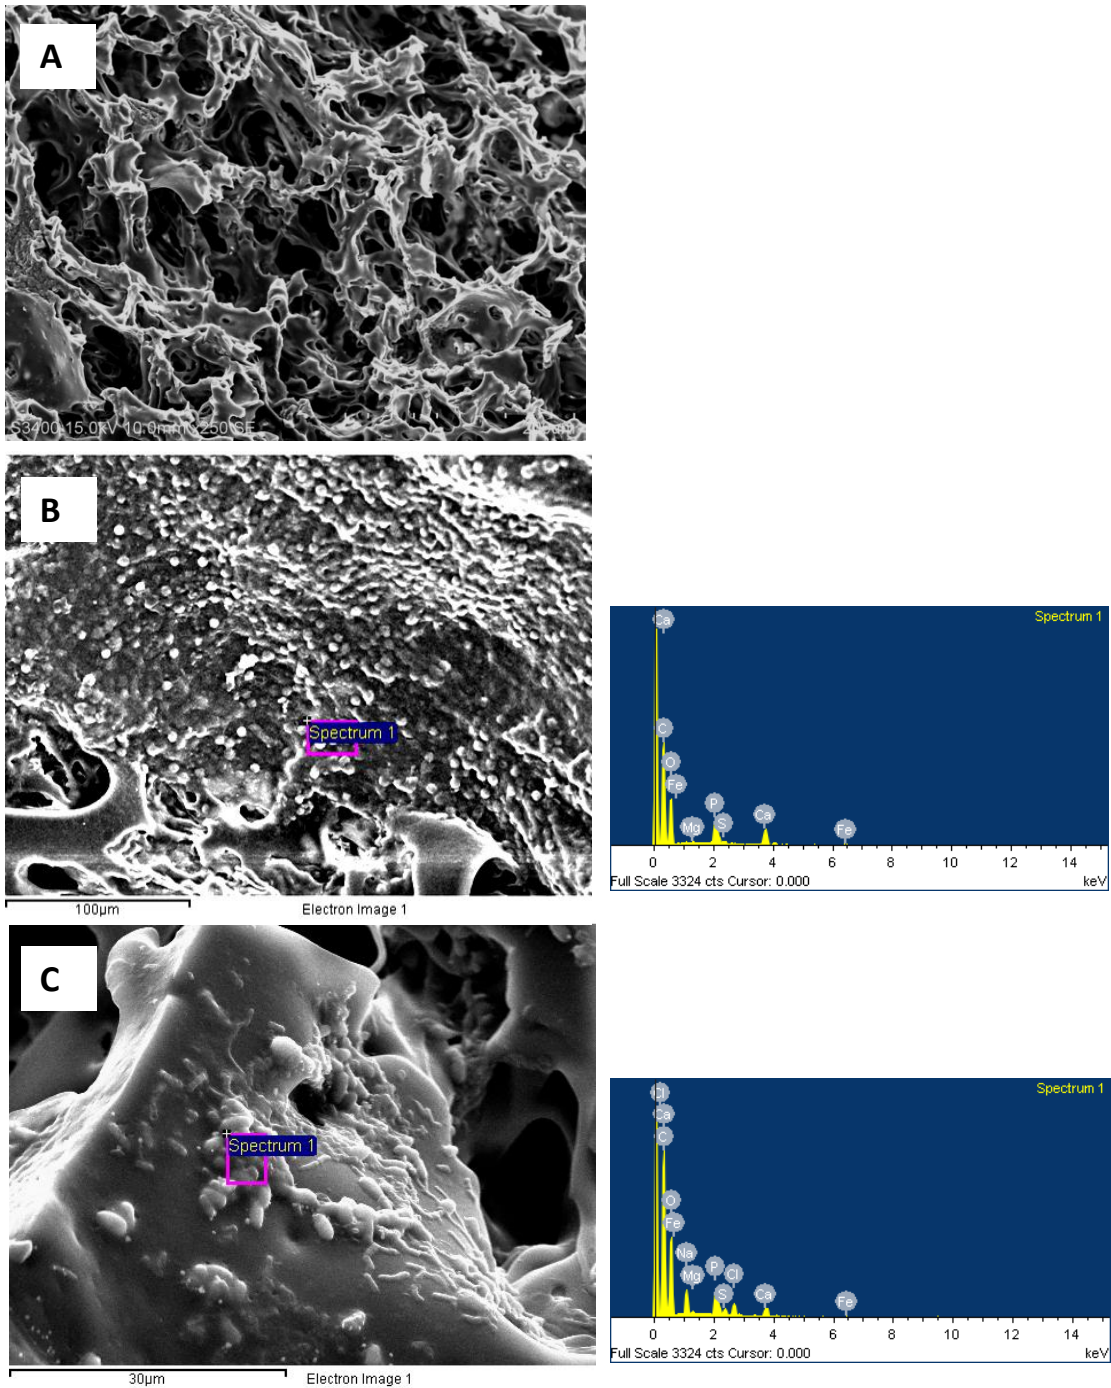 A
S3400 15.0kV 10.0mm x250 SE
B
Spectrum 1
100µm
Electron Image 1
Spectrum 1
Ca
C
O
Fe
Mg
P
S
Ca
Fe
0 2 4 6 8 10 12 14
Full Scale 3324 cts Cursor: 0.000
keV
C
Spectrum 1
30µm
Electron Image 1
Spectrum 1
Cl
Ca
C
O
Fe
Na
Mg
P
S
Cl
Ca
Fe
0 2 4 6 8 10 12 14
Full Scale 3324 cts Cursor: 0.000
keV